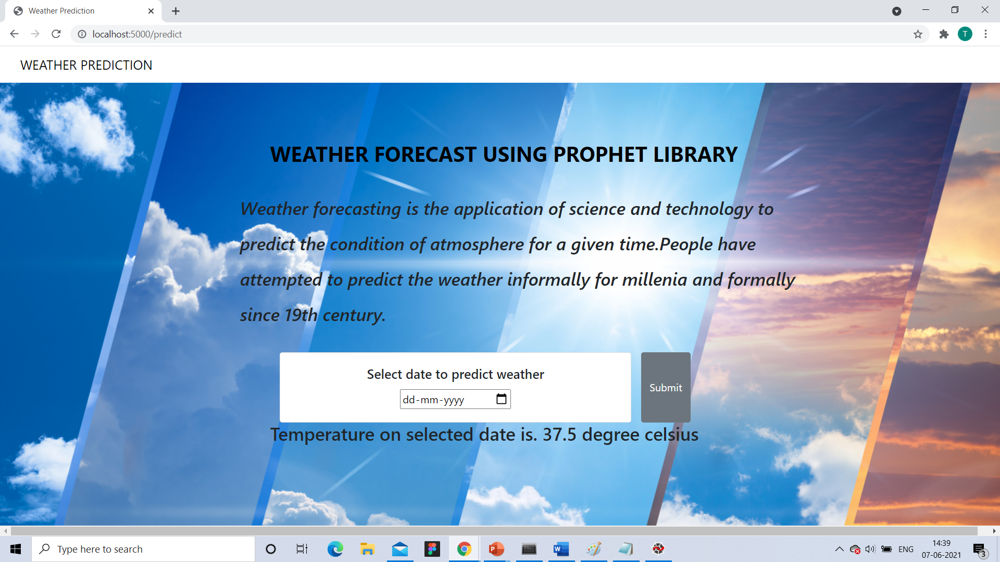 Weather Prediction
localhost:5000/predict
T
WEATHER PREDICTION
WEATHER FORECAST USING PROPHET LIBRARY
Weather forecasting is the application of science and technology to
predict the condition of atmosphere for a given time.People have
attempted to predict the weather informally for millenia and formally
since 19th century.
Select date to predict weather
dd-mm-yyyy
Submit
Temperature on selected date is. 37.5 degree celsius
Type here to search
ENG
14:39
07-06-2021
3